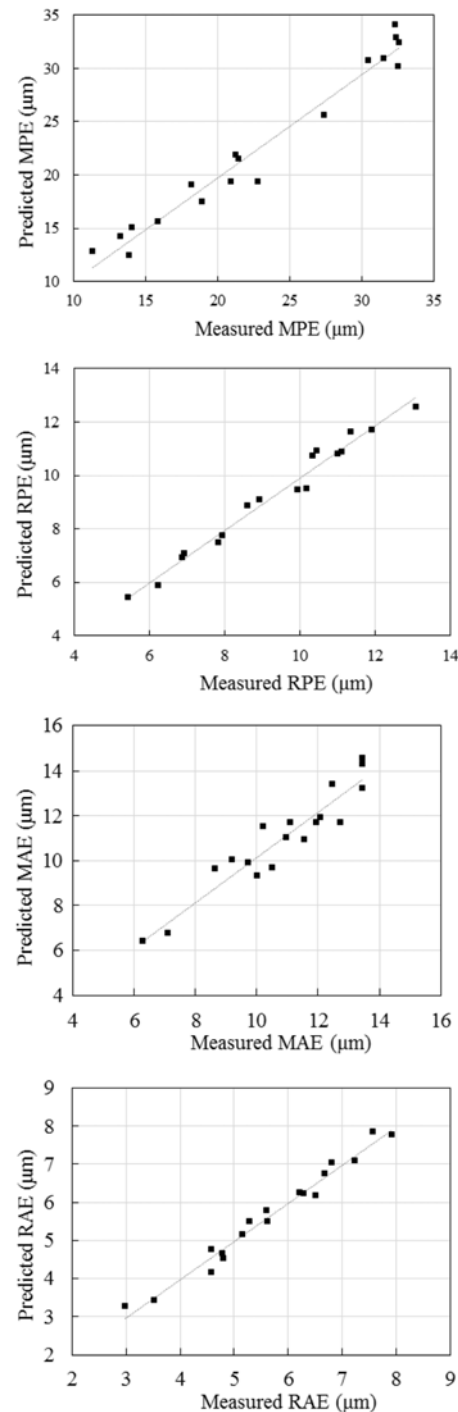 35
30
25
20
15
10
Predicted MPE (μm)
10 15 20 25 30 35
Measured MPE (μm)
14
12
10
8
6
4
Predicted RPE (μm)
4 6 8 10 12 14
Measured RPE (μm)
16
14
12
10
8
6
4
Predicted MAE (μm)
4 6 8 10 12 14 16
Measured MAE (μm)
9
8
7
6
5
4
3
2
Predicted RAE (μm)
2 3 4 5 6 7 8 9
Measured RAE (μm)